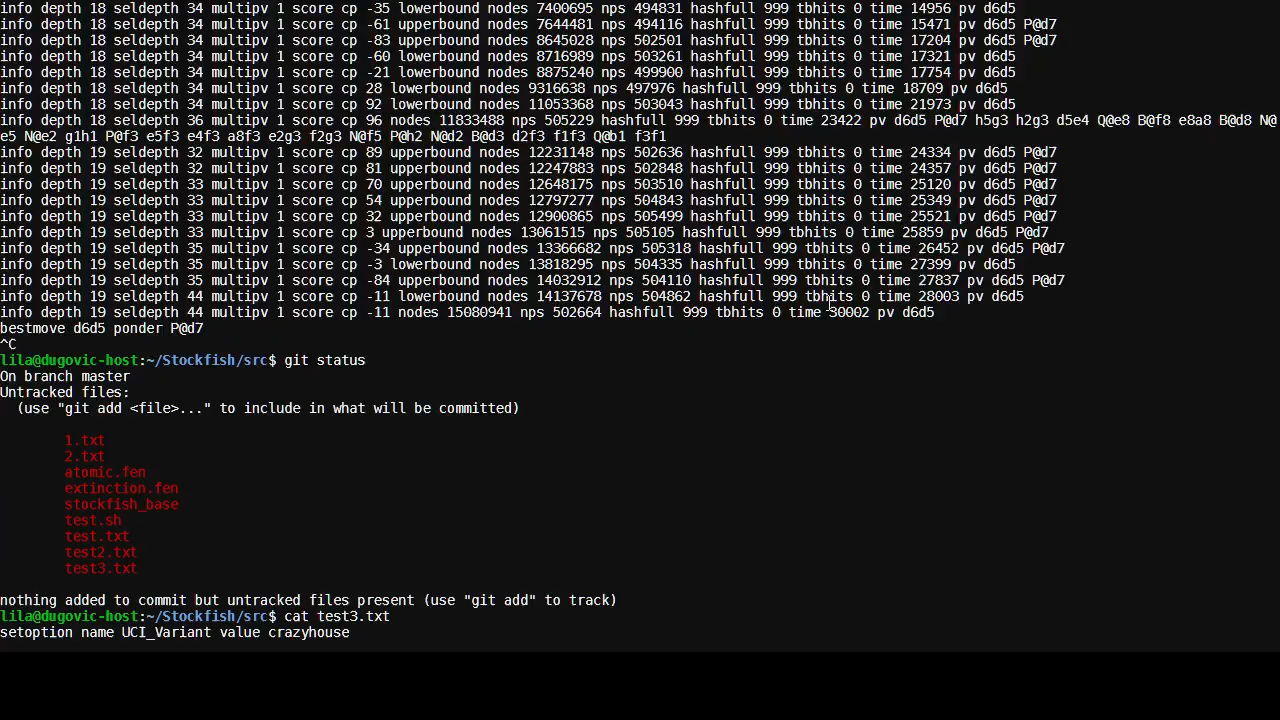 info depth 18 seldepth 34 multipv 1 score cp -35 lowerbound nodes 7400695 nps 494831 hashfull 999 tbhits 0 time 14956 pv d6d5
info depth 18 seldepth 34 multipv 1 score cp -61 upperbound nodes 7644481 nps 494116 hashfull 999 tbhits 0 time 15471 pv d6d5 P@d7
info depth 18 seldepth 34 multipv 1 score cp -83 upperbound nodes 8645028 nps 502501 hashfull 999 tbhits 0 time 17204 pv d6d5 P@d7
info depth 18 seldepth 34 multipv 1 score cp -60 lowerbound nodes 8716989 nps 503261 hashfull 999 tbhits 0 time 17321 pv d6d5
info depth 18 seldepth 34 multipv 1 score cp -21 lowerbound nodes 8875240 nps 499900 hashfull 999 tbhits 0 time 17754 pv d6d5
info depth 18 seldepth 34 multipv 1 score cp 28 lowerbound nodes 9316638 nps 497976 hashfull 999 tbhits 0 time 18709 pv d6d5
info depth 18 seldepth 34 multipv 1 score cp 92 lowerbound nodes 11053368 nps 503043 hashfull 999 tbhits 0 time 21973 pv d6d5
info depth 18 seldepth 36 multipv 1 score cp 96 nodes 11833488 nps 505229 hashfull 999 tbhits 0 time 23422 pv d6d5 P@d7 h5g3 h2g3 d5e4 Q@e8 B@f8 e8a8 B@d8 N@
e5 N@e2 g1h1 P@f3 e5f3 e4f3 a8f3 e2g3 f2g3 N@f5 P@h2 N@d2 B@d3 d2f3 f1f3 Q@b1 f3f1
info depth 19 seldepth 32 multipv 1 score cp 89 upperbound nodes 12231148 nps 502636 hashfull 999 tbhits 0 time 24334 pv d6d5 P@d7
info depth 19 seldepth 32 multipv 1 score cp 81 upperbound nodes 12247883 nps 502848 hashfull 999 tbhits 0 time 24357 pv d6d5 P@d7
info depth 19 seldepth 33 multipv 1 score cp 70 upperbound nodes 12648175 nps 503510 hashfull 999 tbhits 0 time 25120 pv d6d5 P@d7
info depth 19 seldepth 33 multipv 1 score cp 54 upperbound nodes 12797277 nps 504843 hashfull 999 tbhits 0 time 25349 pv d6d5 P@d7
info depth 19 seldepth 33 multipv 1 score cp 32 upperbound nodes 12900865 nps 505499 hashfull 999 tbhits 0 time 25521 pv d6d5 P@d7
info depth 19 seldepth 33 multipv 1 score cp 3 upperbound nodes 13061515 nps 505105 hashfull 999 tbhits 0 time 25859 pv d6d5 P@d7
info depth 19 seldepth 35 multipv 1 score cp -34 upperbound nodes 13366682 nps 505318 hashfull 999 tbhits 0 time 26452 pv d6d5 P@d7
info depth 19 seldepth 35 multipv 1 score cp -3 lowerbound nodes 13818295 nps 504335 hashfull 999 tbhits 0 time 27399 pv d6d5
info depth 19 seldepth 35 multipv 1 score cp -84 upperbound nodes 14032912 nps 504110 hashfull 999 tbhits 0 time 27837 pv d6d5 P@d7
info depth 19 seldepth 44 multipv 1 score cp -11 lowerbound nodes 14137678 nps 504862 hashfull 999 tbhits 0 time 28003 pv d6d5
info depth 19 seldepth 44 multipv 1 score cp -11 nodes 15080941 nps 502664 hashfull 999 tbhits 0 time 30002 pv d6d5
bestmove d6d5 ponder P@d7
^C
lila@dugovic-host:~/Stockfish/src$ git status
On branch master
Untracked files:
  (use "git add <file>..." to include in what will be committed)
1.txt
2.txt
atomic.fen
extinction.fen
stockfish_base
test.sh
test.txt
test2.txt
test3.txt
nothing added to commit but untracked files present (use "git add" to track)
lila@dugovic-host:~/Stockfish/src$ cat test3.txt
setoption name UCI_Variant value crazyhouse